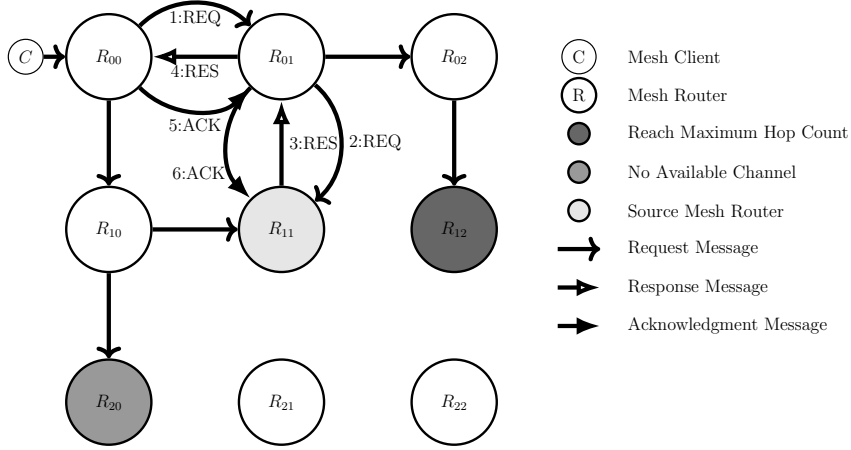 1:REQ
C
R00
4:RES
R01
R02
5:ACK
3:RES
2:REQ
6:ACK
R10
R11
R12
R20
R21
R22
C Mesh Client
R Mesh Router
Reach Maximum Hop Count
No Available Channel
Source Mesh Router
Request Message
Response Message
Acknowledgment Message